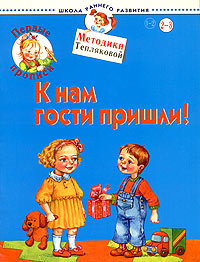 ШКОЛА РАННЕГО РАЗВИТИЯ
Первые
прописи
Методики
Тепляковой
2–3
К нам
гости пришли!